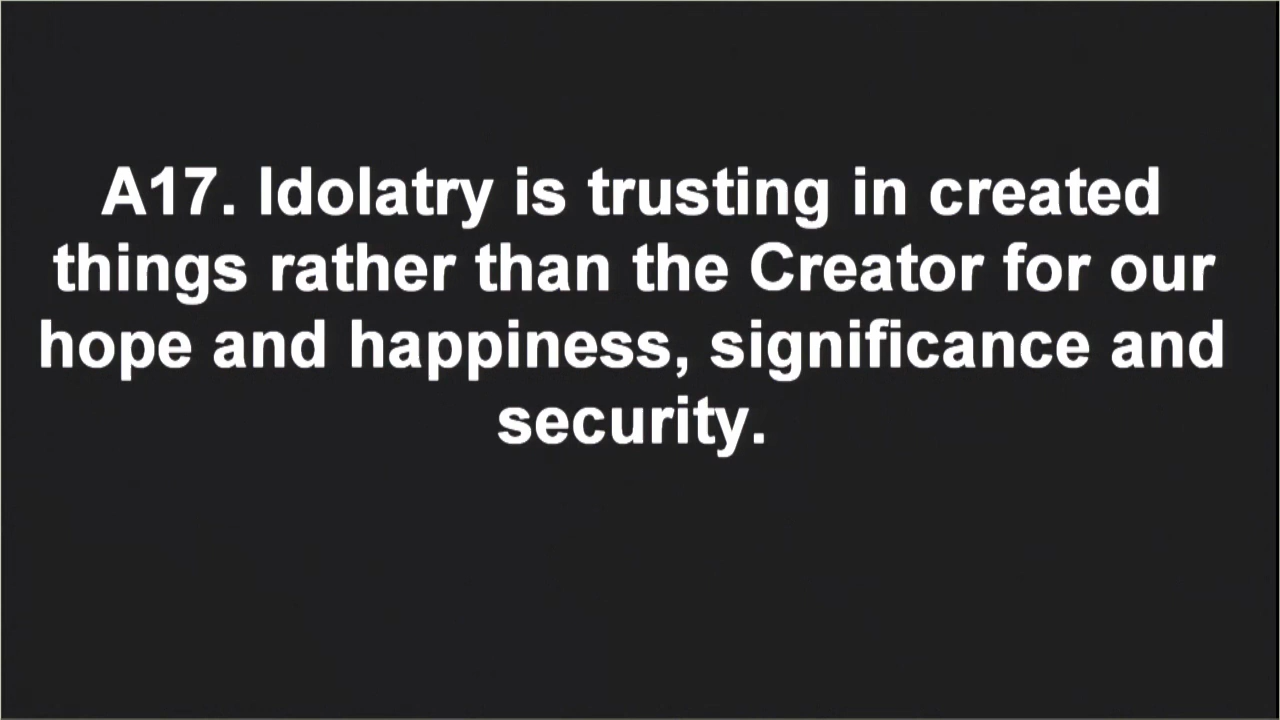 A17. Idolatry is trusting in created
things rather than the Creator for our
hope and happiness, significance and
security.